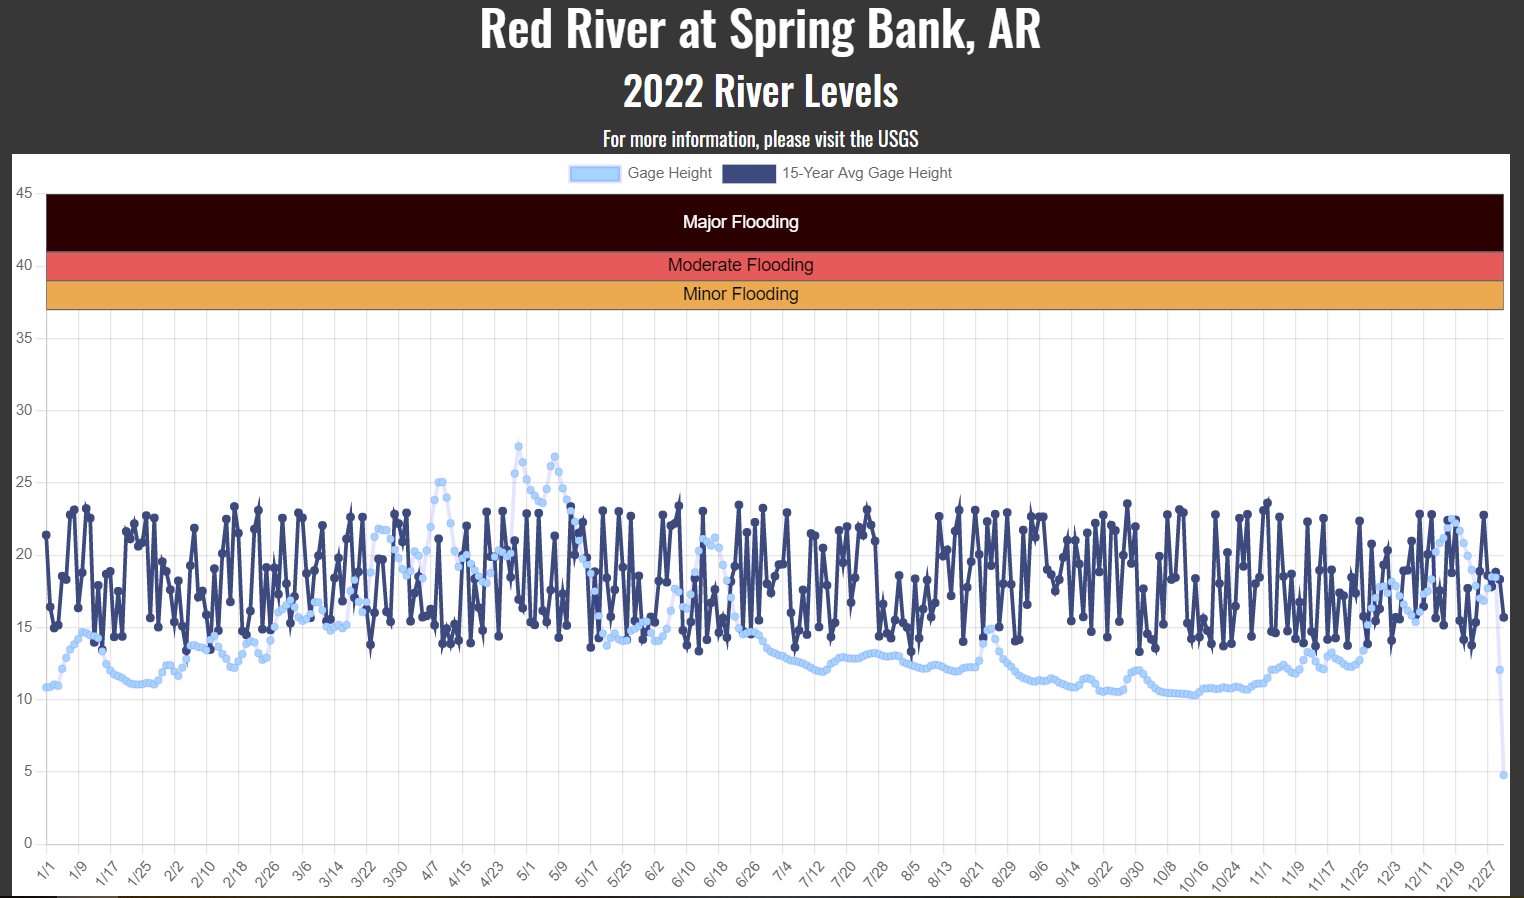 Red River at Spring Bank, AR
2022 River Levels
For more information, please visit the USGS
Gage Height 15-Year Avg Gage Height
45
Major Flooding
Moderate Flooding
40
Minor Flooding
35
30
25
20
15
10
5
0
1/1 1/9 1/17 1/25 2/2 2/10 2/18 2/26 3/6 3/14 3/22 3/30 4/7 4/15 4/23 5/1 5/9 5/17 5/25 6/2 6/10 6/18 6/26 7/4 7/12 7/20 7/28 8/5 8/13 8/21 8/29 9/6 9/14 9/22 9/30 10/8 10/16 10/24 11/1 11/9 11/17 11/25 12/3 12/11 12/19 12/27